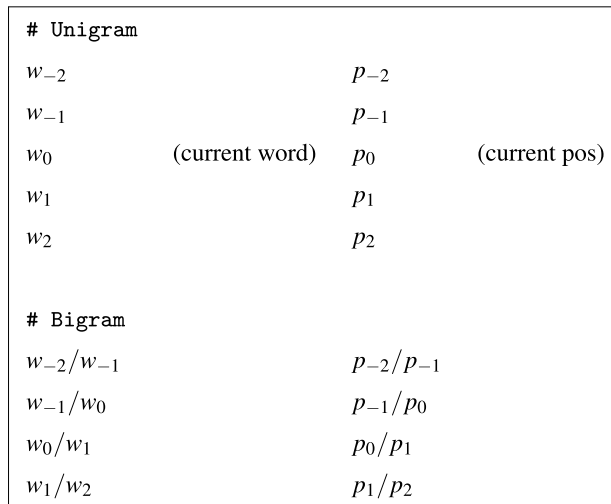 # Unigram
w₋₂ p₋₂
w₋₁ p₋₁
w₀ (current word) p₀ (current pos)
w₁ p₁
w₂ p₂
# Bigram
w₋₂/w₋₁ p₋₂/p₋₁
w₋₁/w₀ p₋₁/p₀
w₀/w₁ p₀/p₁
w₁/w₂ p₁/p₂